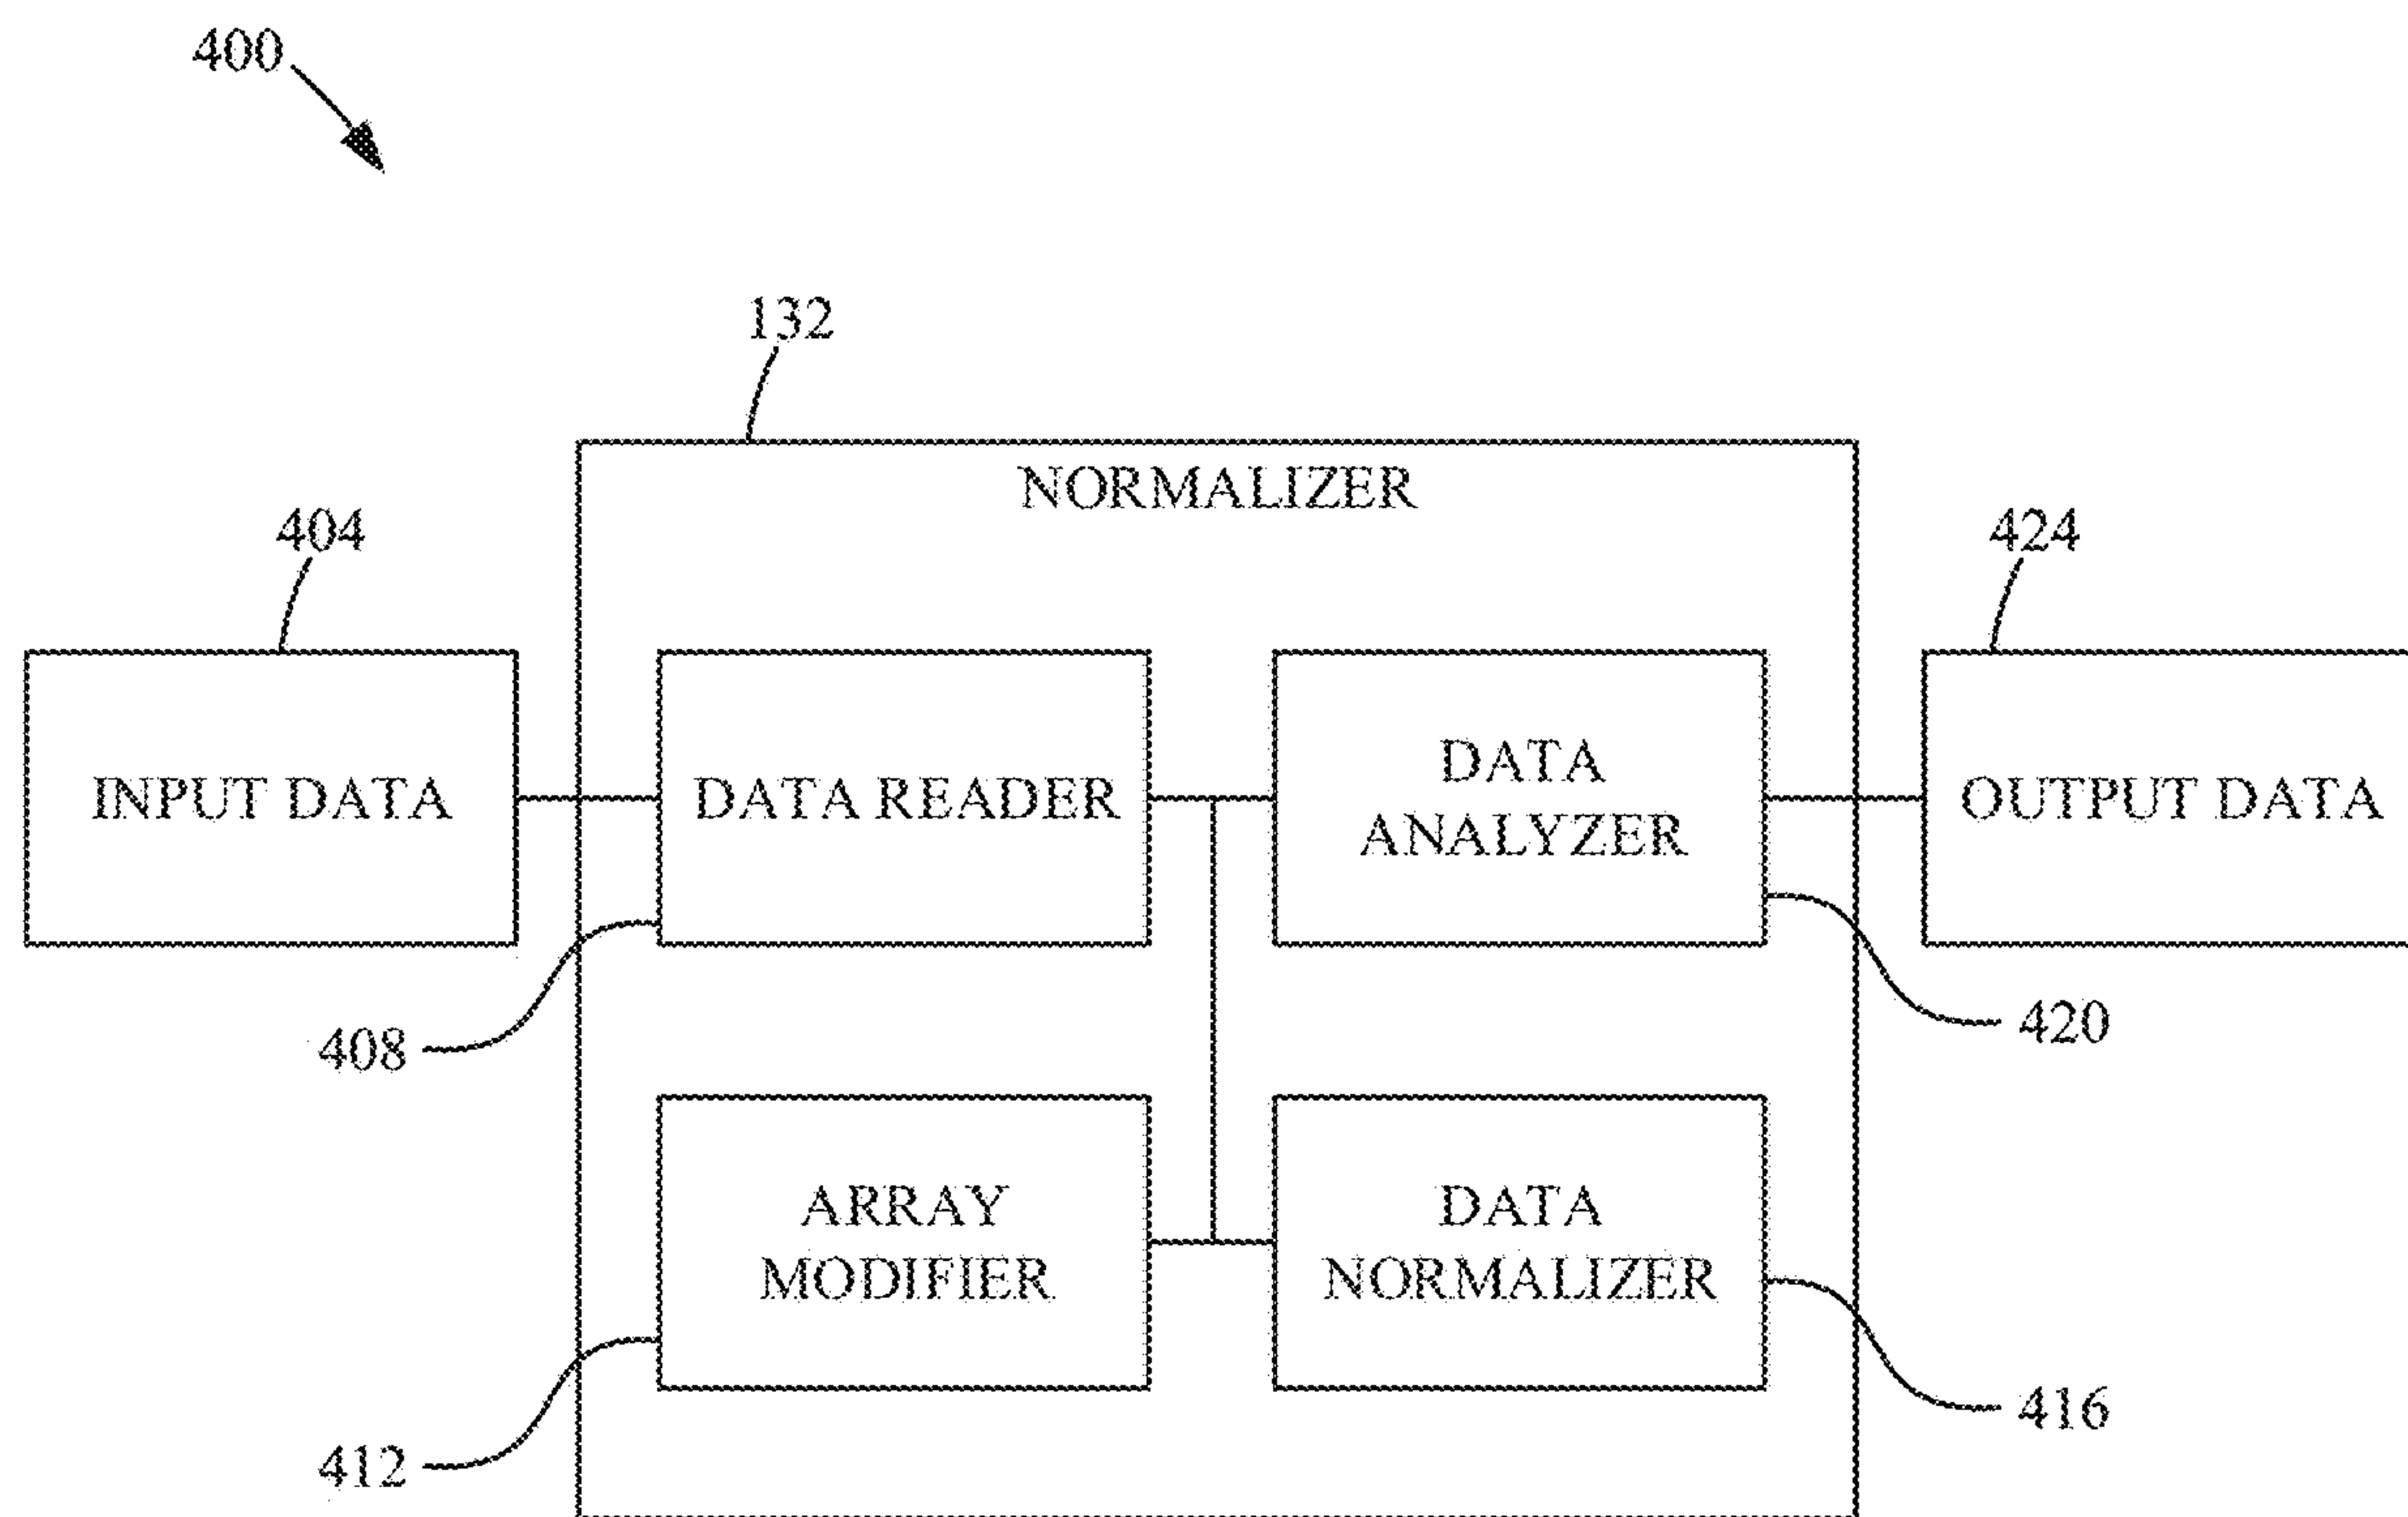 400
132
NORMALIZER
404
424
INPUT DATA
DATA READER
DATA
ANALYZER
OUTPUT DATA
408
420
ARRAY
MODIFIER
DATA
NORMALIZER
412
416